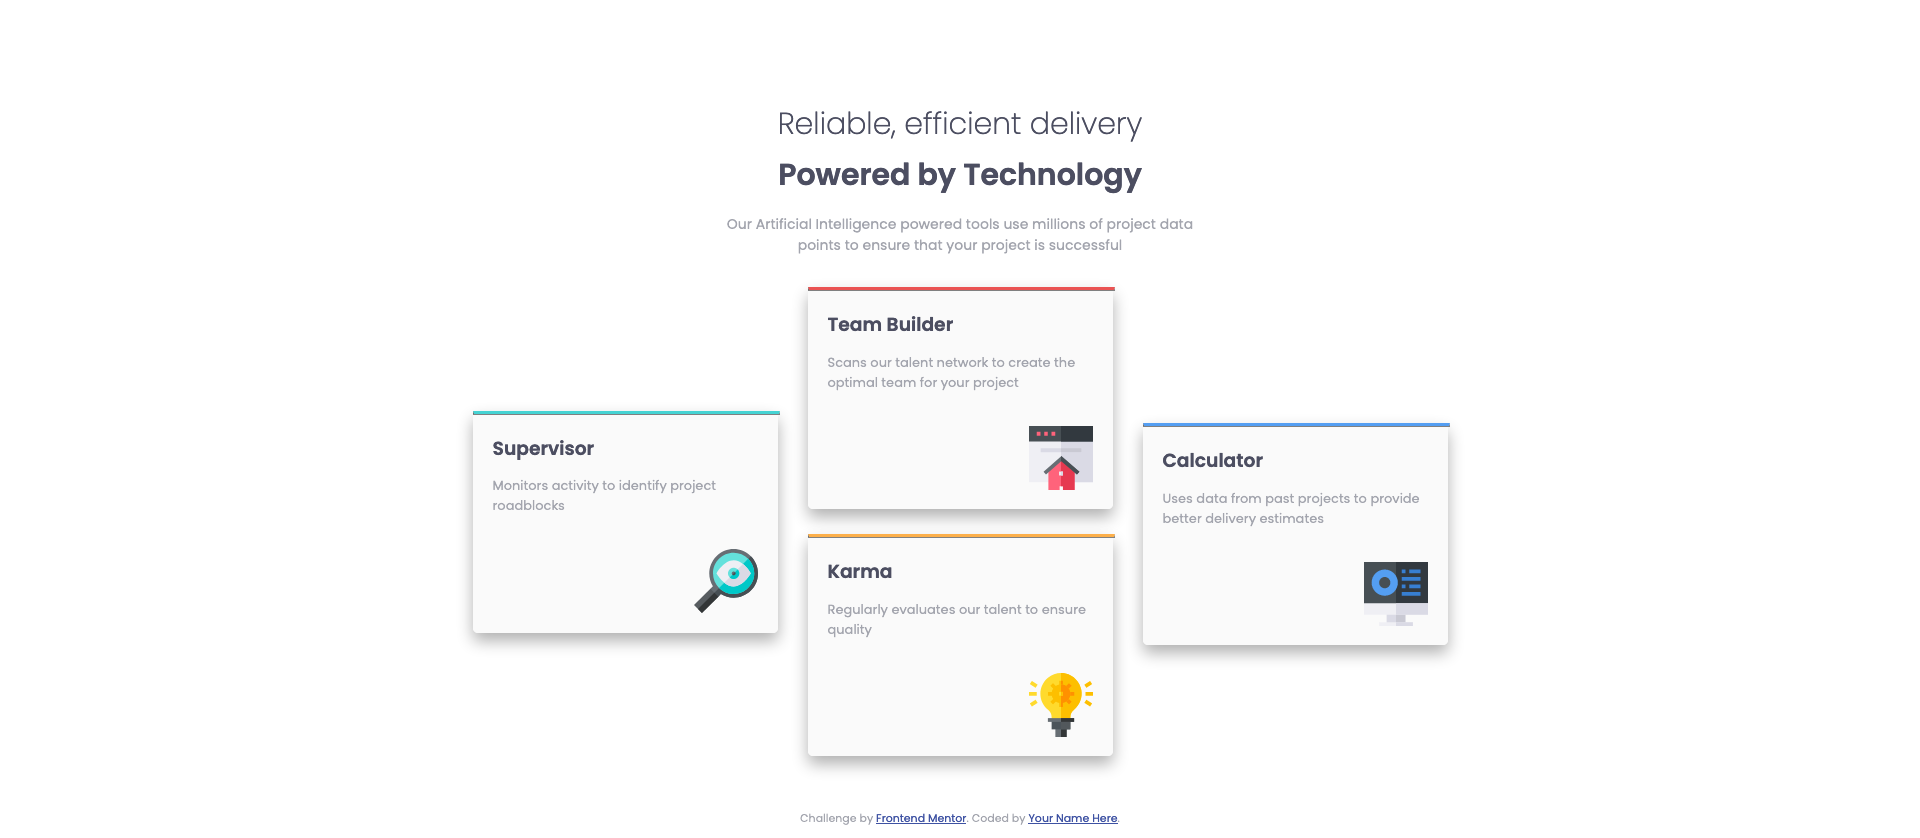 Reliable, efficient delivery
Powered by Technology
Our Artificial Intelligence powered tools use millions of project data
points to ensure that your project is successful
Supervisor
Monitors activity to identify project
roadblocks
Team Builder
Scans our talent network to create the
optimal team for your project
Karma
Regularly evaluates our talent to ensure
quality
Calculator
Uses data from past projects to provide
better delivery estimates
Challenge by Frontend Mentor. Coded by Your Name Here.